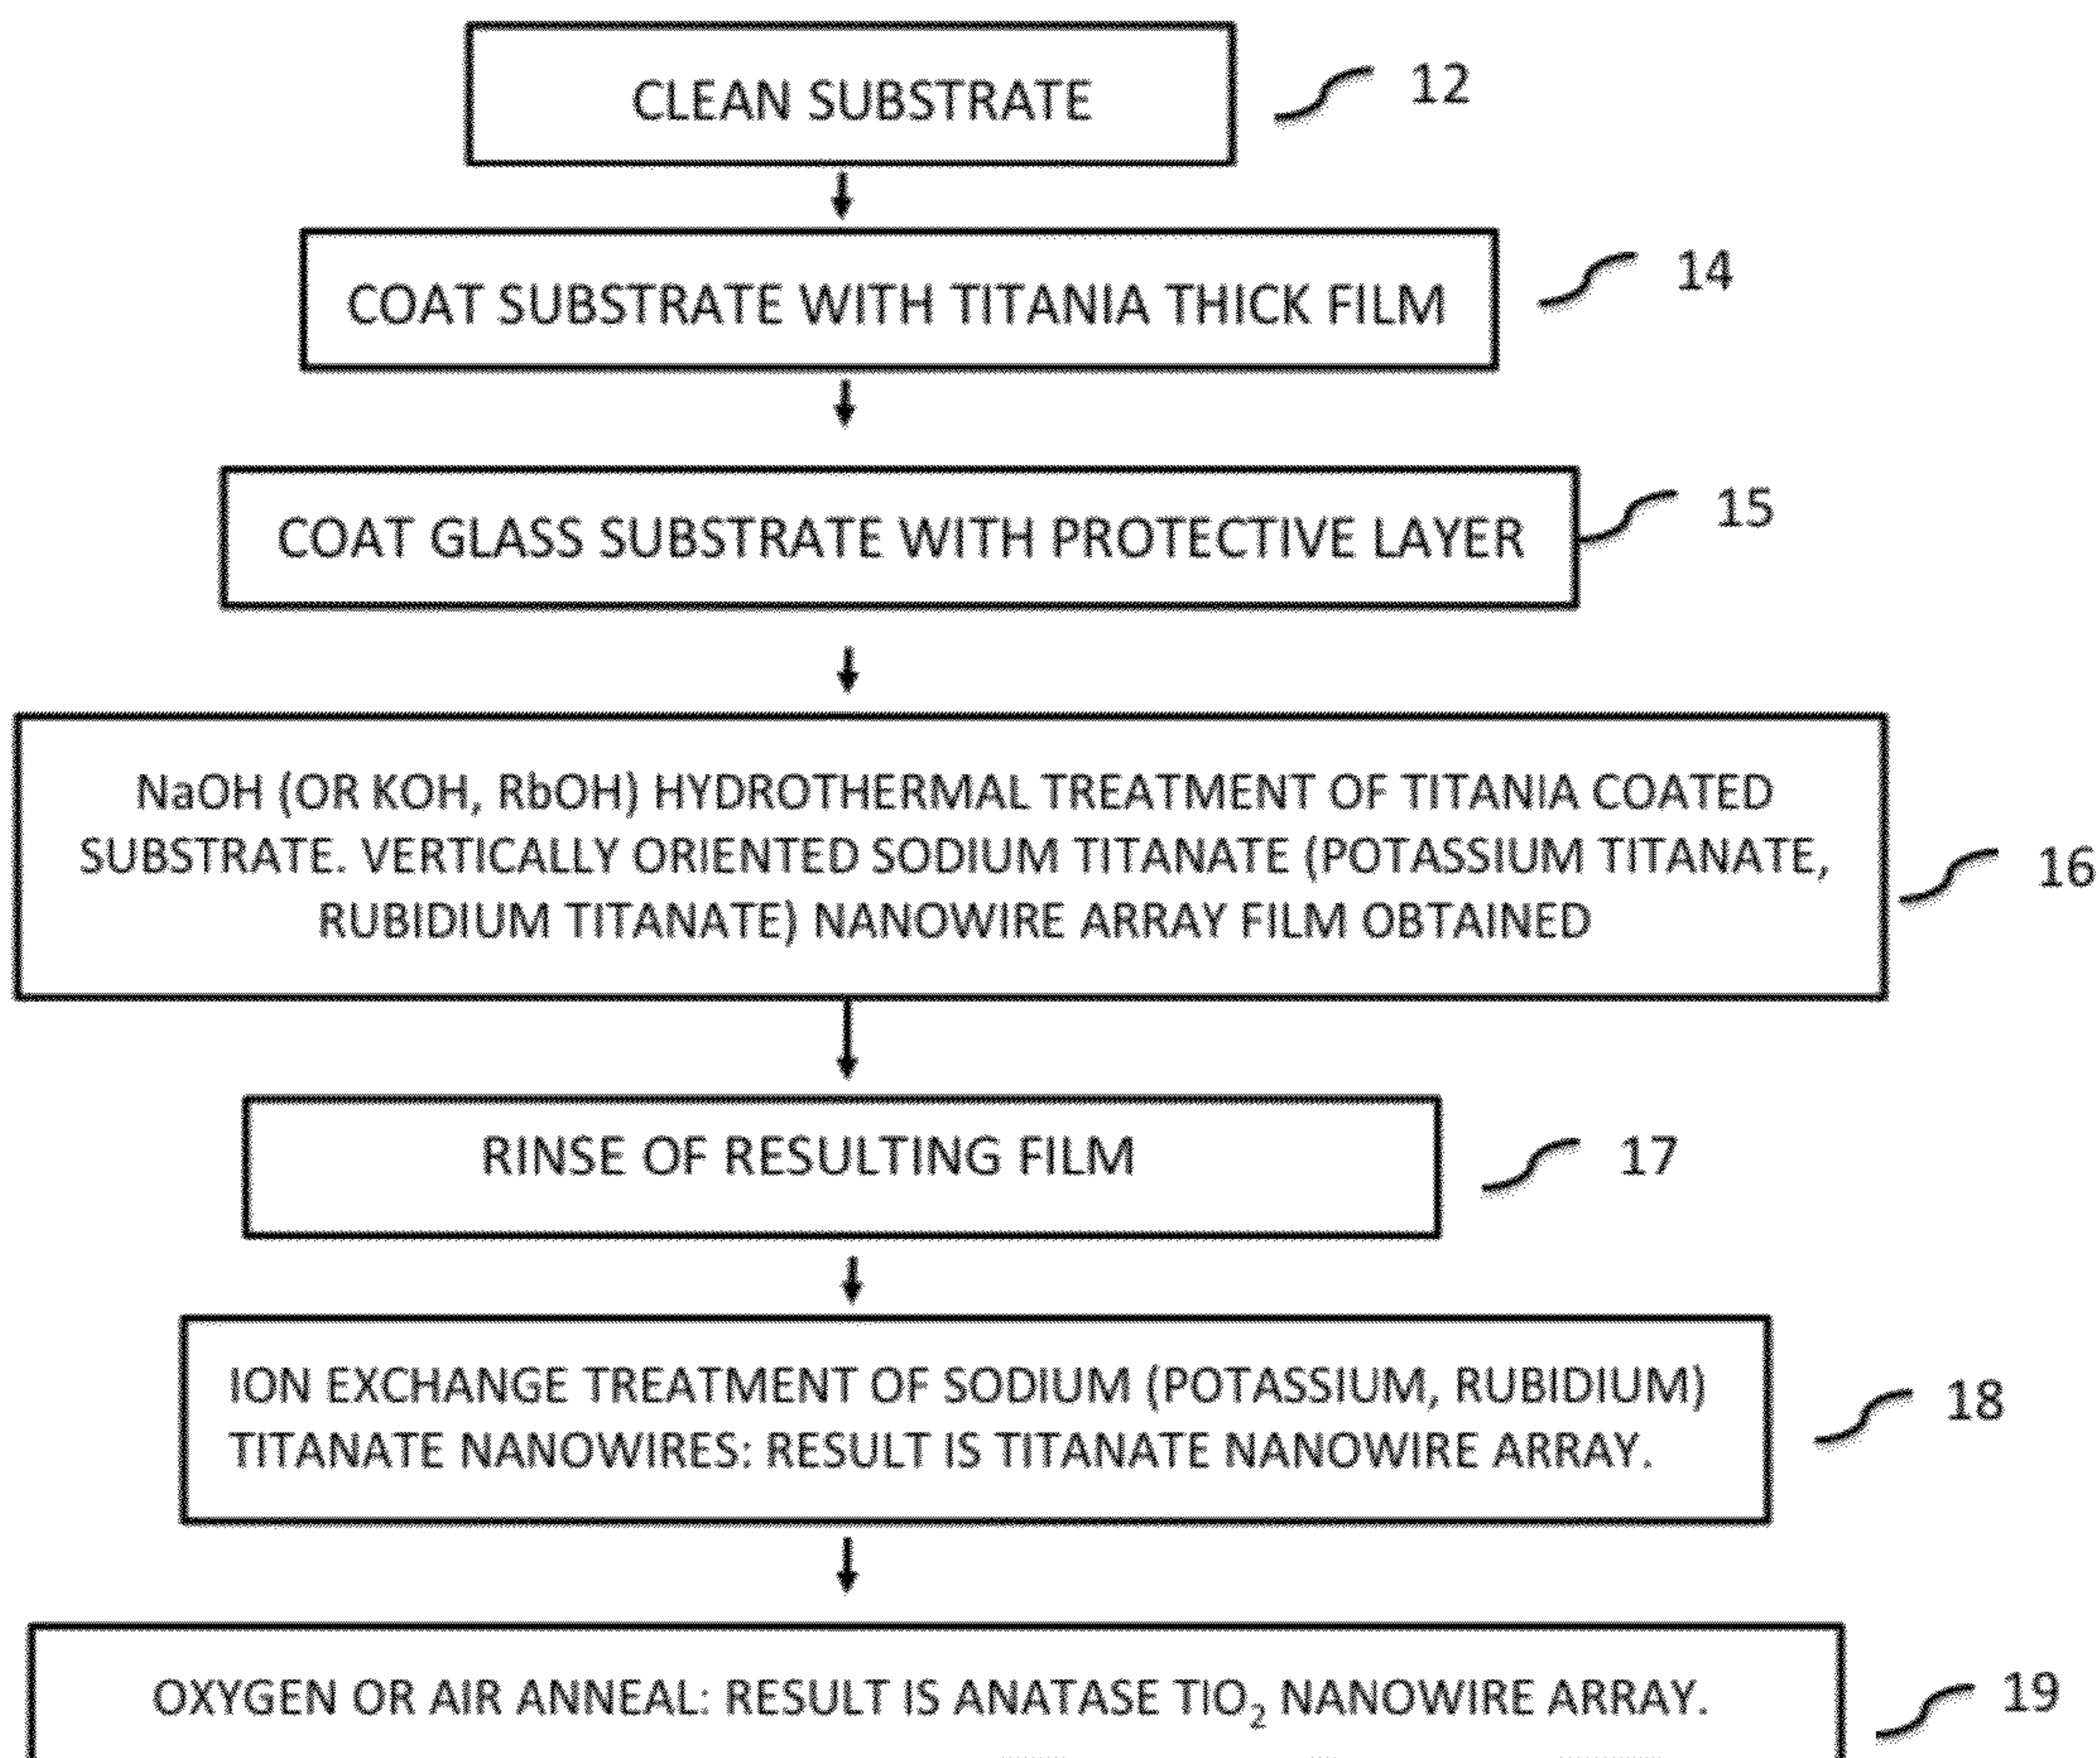 CLEAN SUBSTRATE
12
COAT SUBSTRATE WITH TITANIA THICK FILM
14
COAT GLASS SUBSTRATE WITH PROTECTIVE LAYER
15
NaOH (OR KOH, RbOH) HYDROTHERMAL TREATMENT OF TITANIA COATED
SUBSTRATE. VERTICALLY ORIENTED SODIUM TITANATE (POTASSIUM TITANATE,
RUBIDIUM TITANATE) NANOWIRE ARRAY FILM OBTAINED
16
RINSE OF RESULTING FILM
17
ION EXCHANGE TREATMENT OF SODIUM (POTASSIUM, RUBIDIUM)
TITANATE NANOWIRES: RESULT IS TITANATE NANOWIRE ARRAY.
18
OXYGEN OR AIR ANNEAL: RESULT IS ANATASE TIO₂ NANOWIRE ARRAY.
19